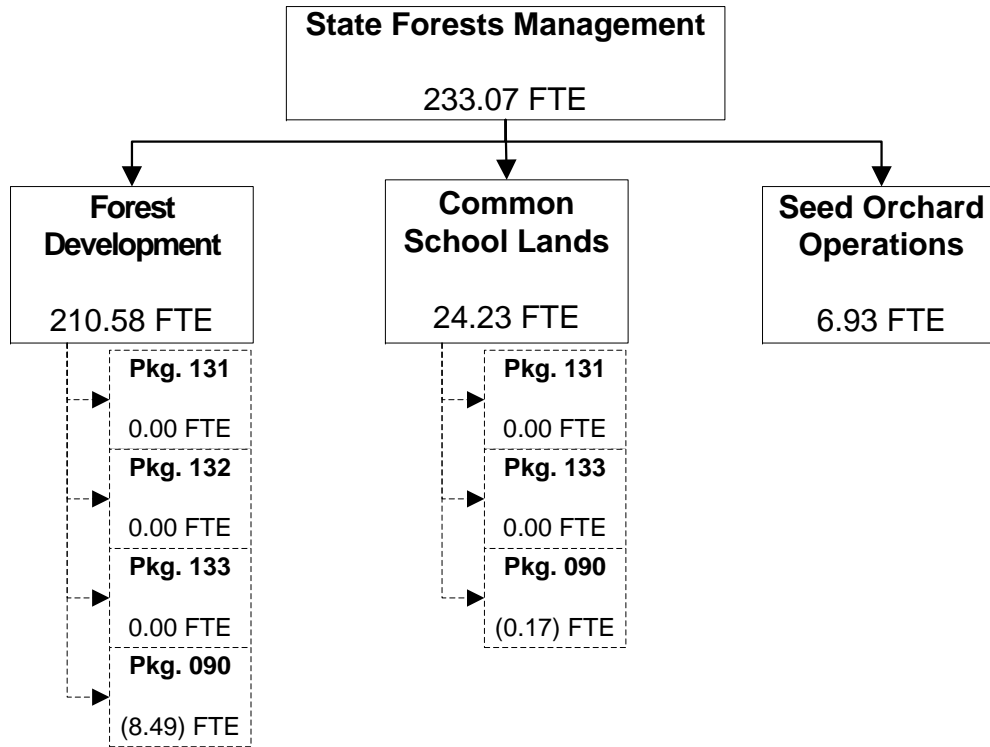 State Forests Management
233.07 FTE
Forest
Development
210.58 FTE
Pkg. 131
0.00 FTE
Pkg. 132
0.00 FTE
Pkg. 133
0.00 FTE
Pkg. 090
(8.49) FTE
Common
School Lands
24.23 FTE
Pkg. 131
0.00 FTE
Pkg. 133
0.00 FTE
Pkg. 090
(0.17) FTE
Seed Orchard
Operations
6.93 FTE